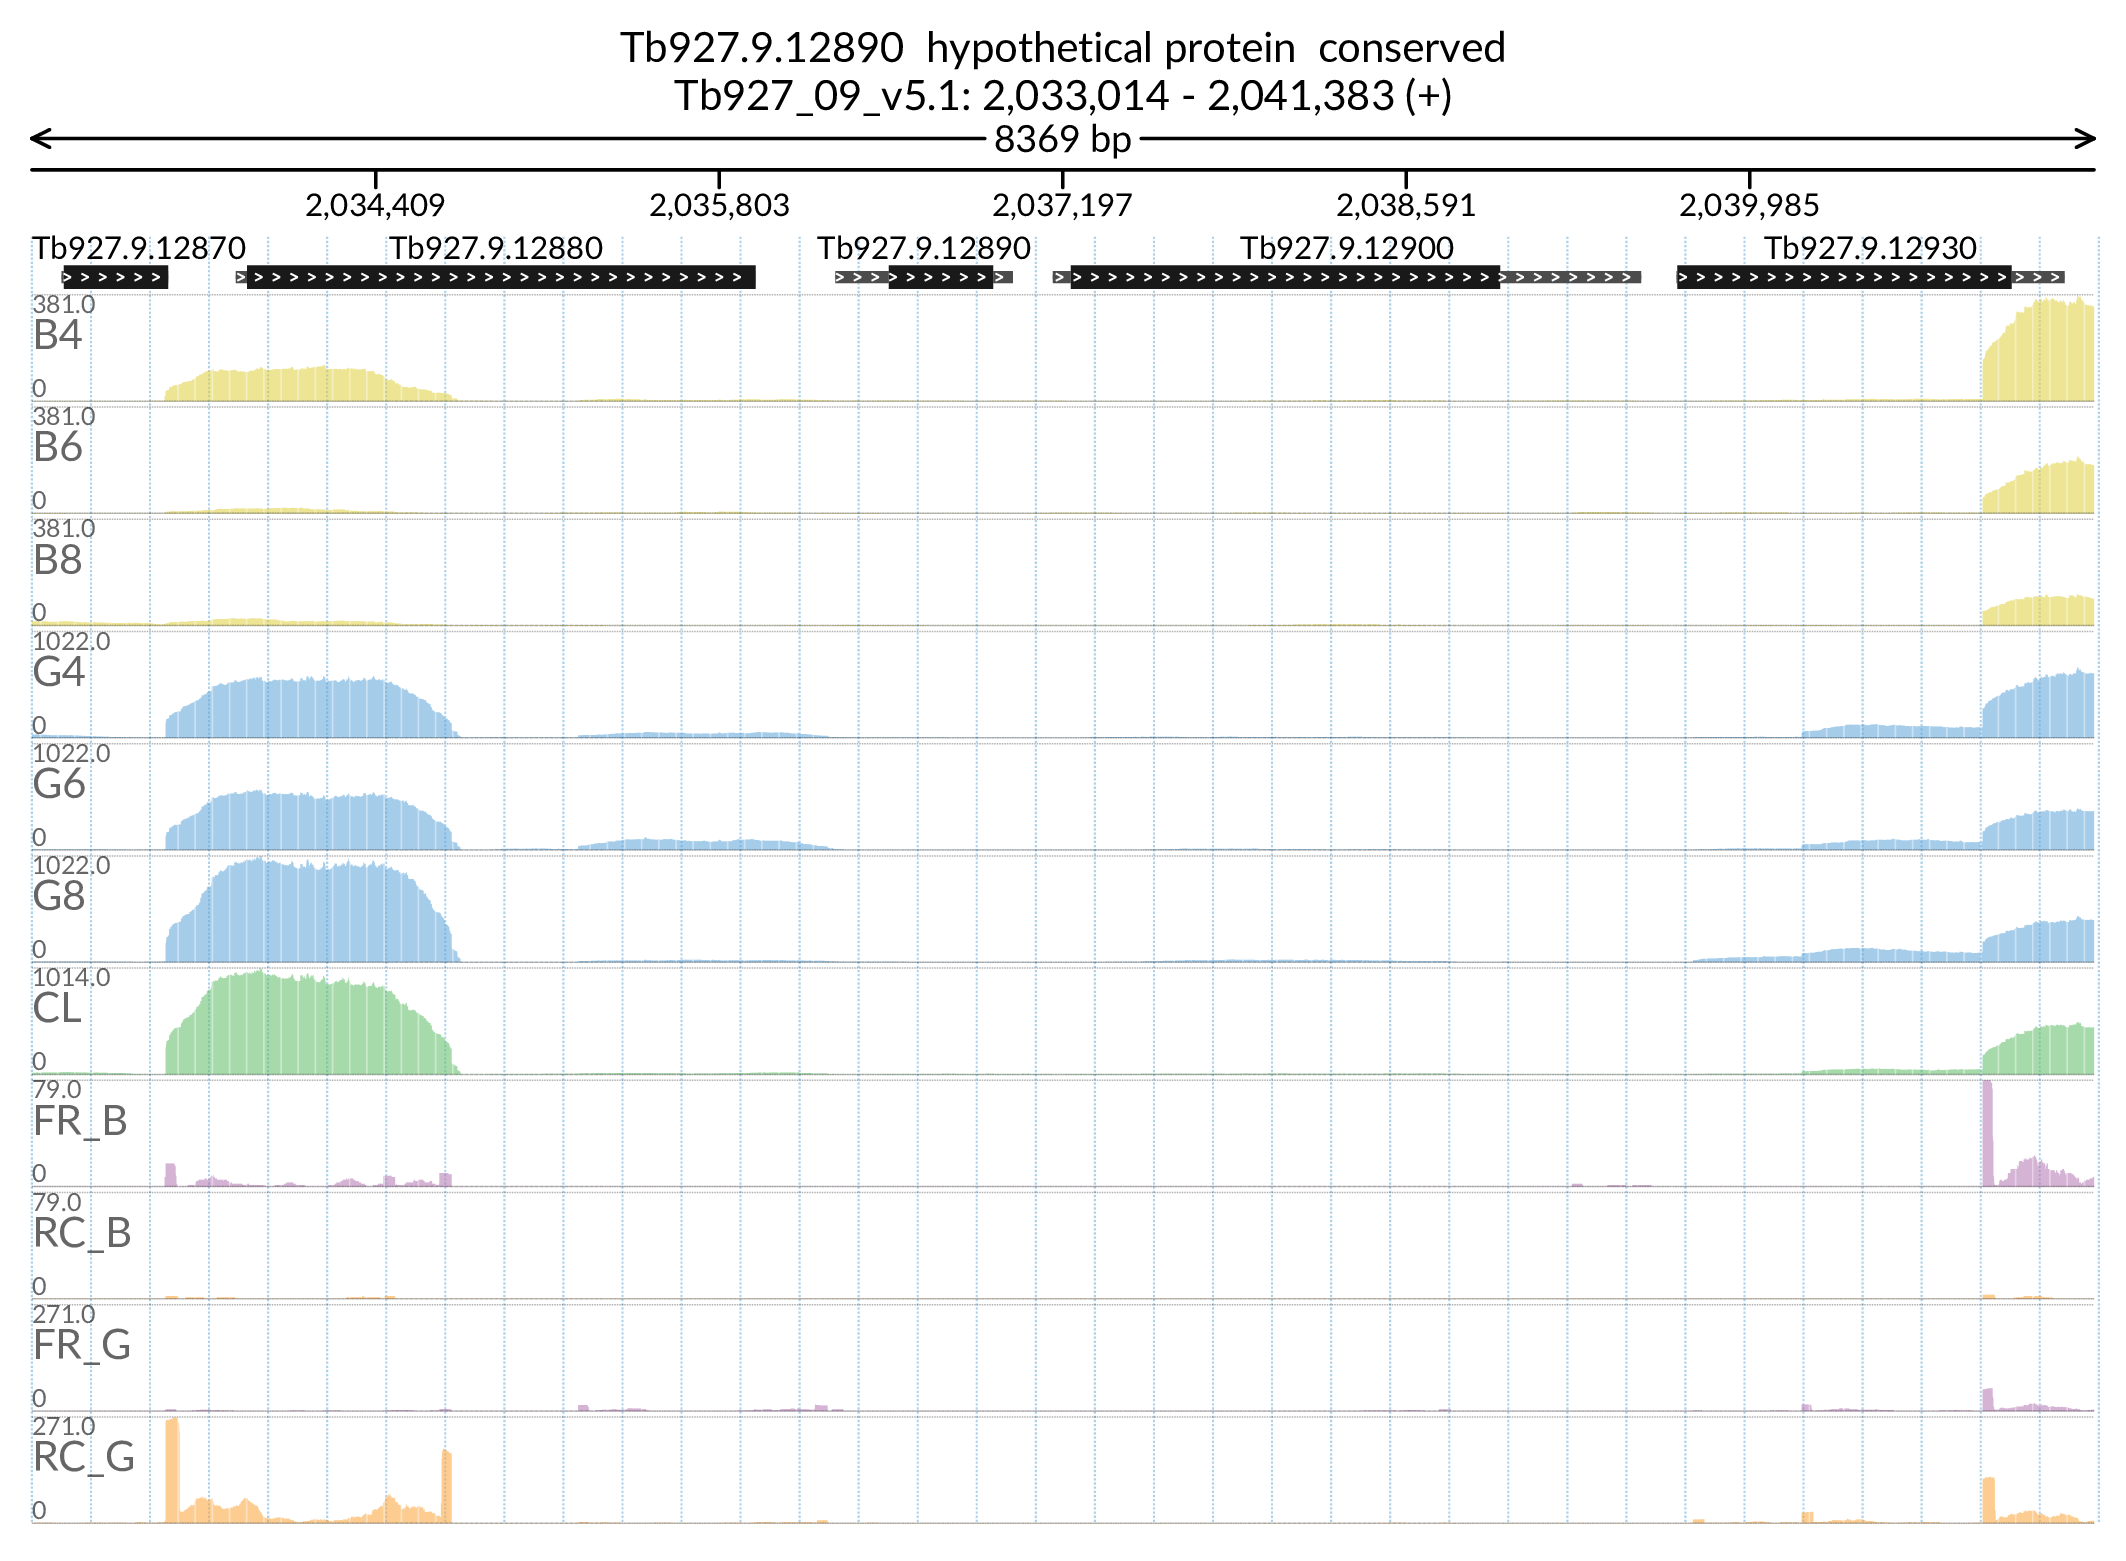 Tb927.9.12890  hypothetical protein  conserved
Tb927_09_v5.1: 2,033,014 - 2,041,383 (+)
8369 bp
2,034,409 2,035,803 2,037,197 2,038,591 2,039,985
Tb927.9.12870 Tb927.9.12880 Tb927.9.12890 Tb927.9.12900 Tb927.9.12930
381.0
B4
0
381.0
B6
0
381.0
B8
0
1022.0
G4
0
1022.0
G6
0
1022.0
G8
0
1014.0
CL
0
79.0
FR_B
0
79.0
RC_B
0
271.0
FR_G
0
271.0
RC_G
0